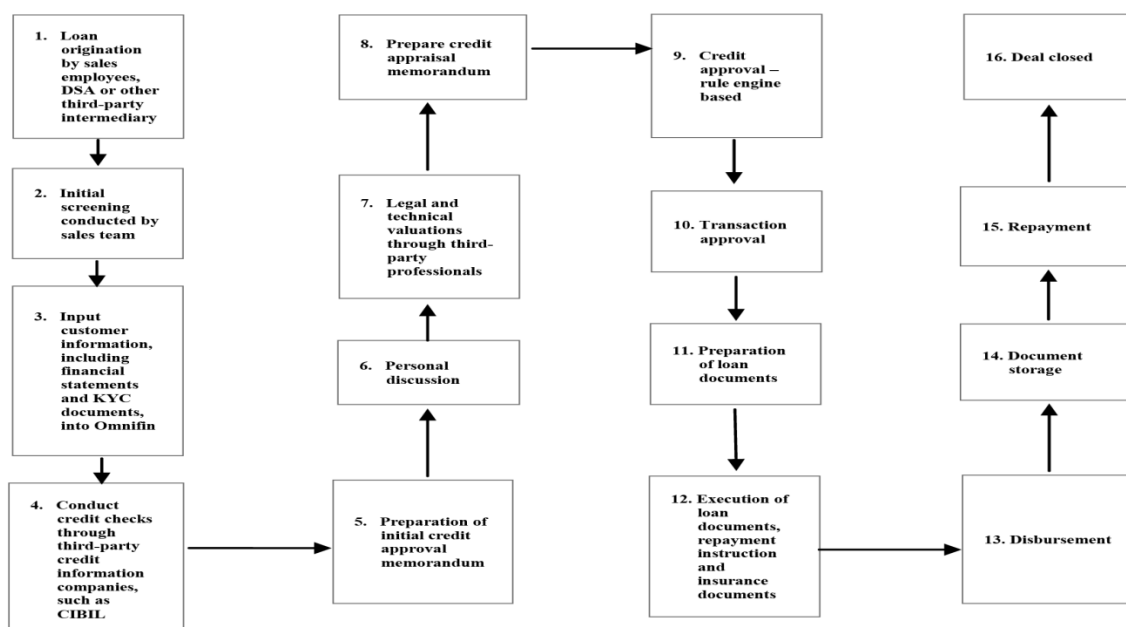 1. Loan
origination
by sales
employees,
DSA or other
third-party
intermediary
2. Initial
screening
conducted by
sales team
3. Input
customer
information,
including
financial
statements
and KYC
documents,
into Omnifin
4. Conduct
credit checks
through
third-party
credit
information
companies,
such as
CIBIL
5. Preparation of
initial credit
approval
memorandum
6. Personal
discussion
7. Legal and
technical
valuations
through third-
party
professionals
8. Prepare credit
appraisal
memorandum
9. Credit
approval –
rule engine
based
10. Transaction
approval
11. Preparation
of loan
documents
12. Execution of
loan
documents,
repayment
instruction
and
insurance
documents
13. Disbursement
14. Document
storage
15. Repayment
16. Deal closed